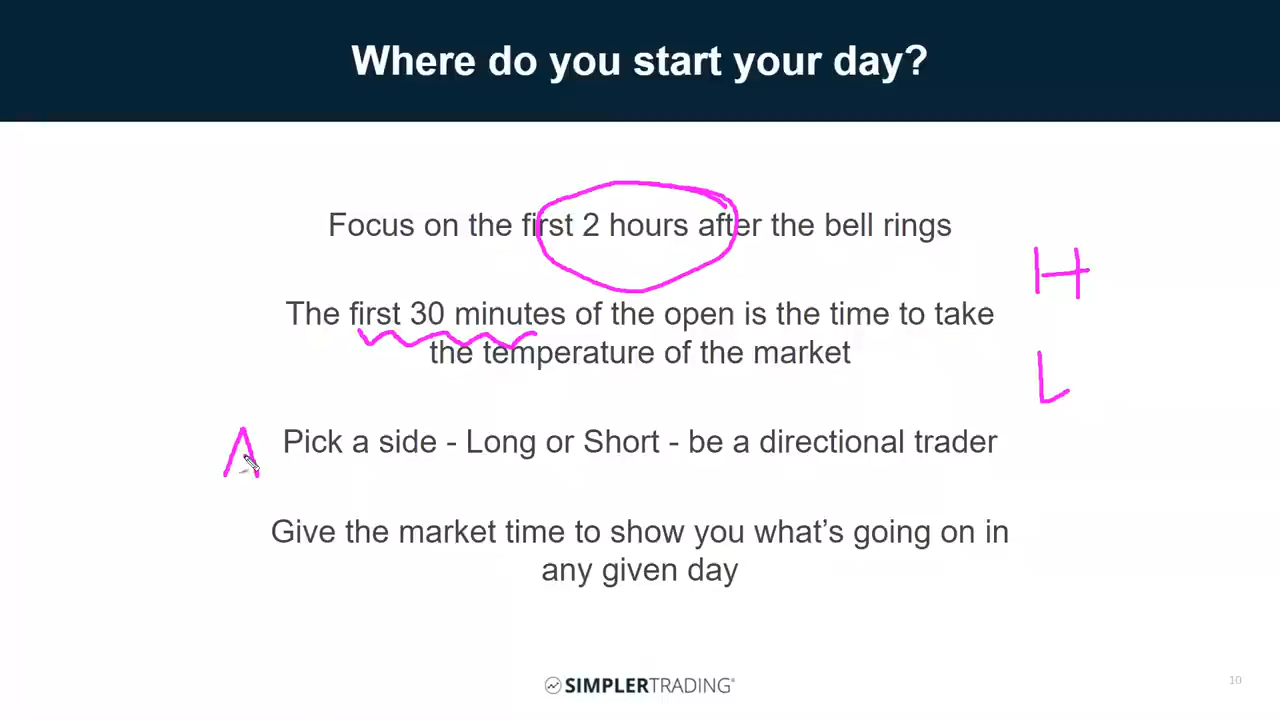 Where do you start your day?
Focus on the first 2 hours after the bell rings
H
The first 30 minutes of the open is the time to take
the temperature of the market
L
A
Pick a side - Long or Short - be a directional trader
Give the market time to show you what's going on in
any given day
SIMPLERTRADING®
10